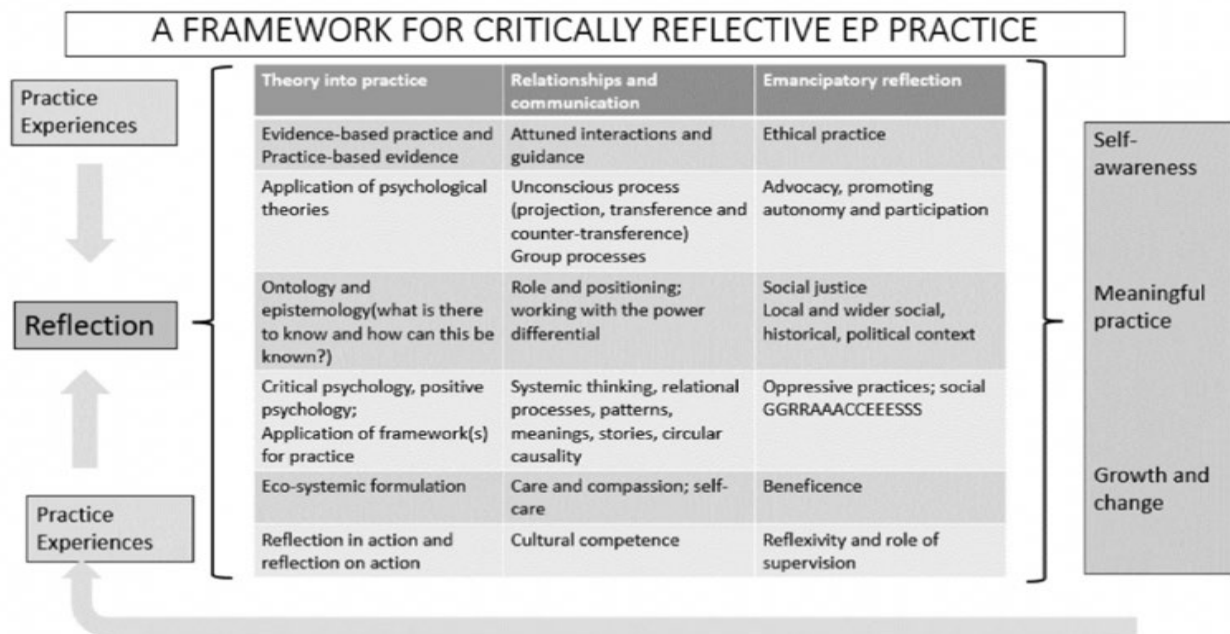 A FRAMEWORK FOR CRITICALLY REFLECTIVE EP PRACTICE
Practice
Experiences
Reflection
Practice
Experiences
Theory into practice
Relationships and
communication
Emancipatory reflection
Evidence-based practice and
Practice-based evidence
Attuned interactions and
guidance
Ethical practice
Application of psychological
theories
Unconscious process
(projection, transference and
counter-transference)
Group processes
Advocacy, promoting
autonomy and participation
Ontology and
epistemology(what is there
to know and how can this be
known?)
Role and positioning;
working with the power
differential
Social justice
Local and wider social,
historical, political context
Critical psychology, positive
psychology;
Application of framework(s)
for practice
Systemic thinking, relational
processes, patterns,
meanings, stories, circular
causality
Oppressive practices; social
GGRRAAACCEEESSS
Eco-systemic formulation
Care and compassion; self-
care
Beneficence
Reflection in action and
reflection on action
Cultural competence
Reflexivity and role of
supervision
Self-
awareness
Meaningful
practice
Growth and
change